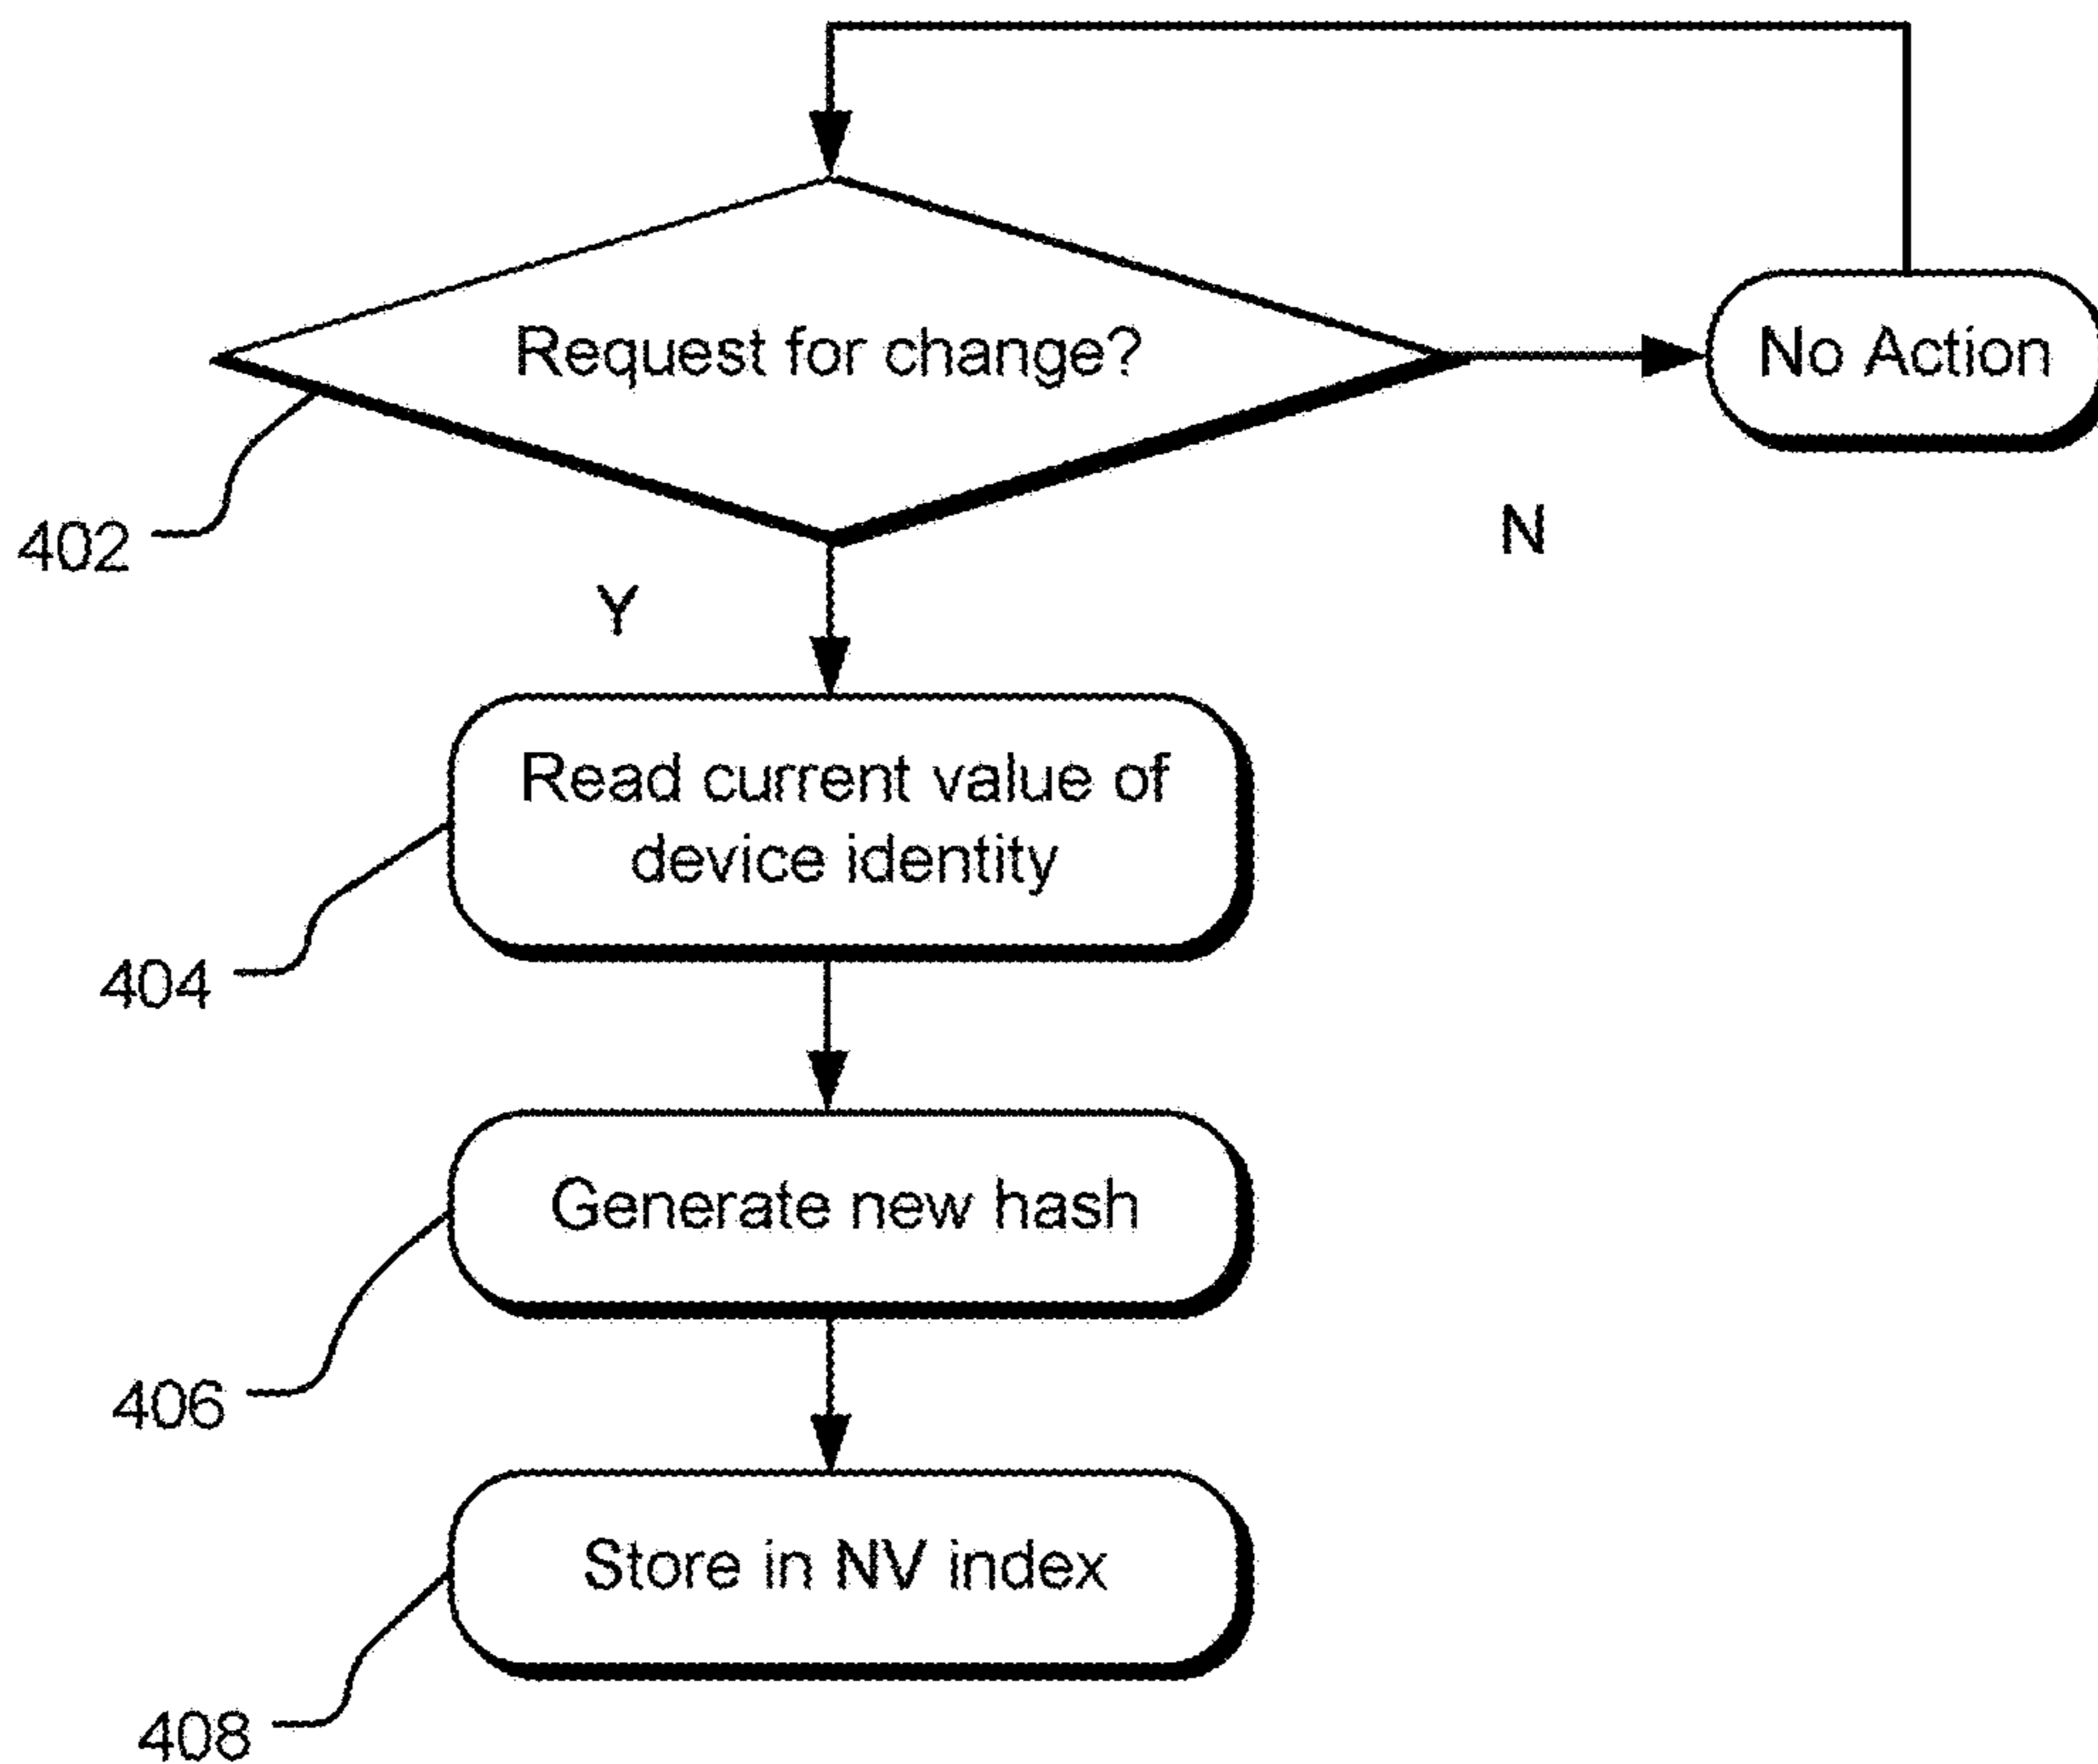 Request for change?
No Action
402
N
Y
Read current value of
device identity
404
Generate new hash
406
Store in NV index
408